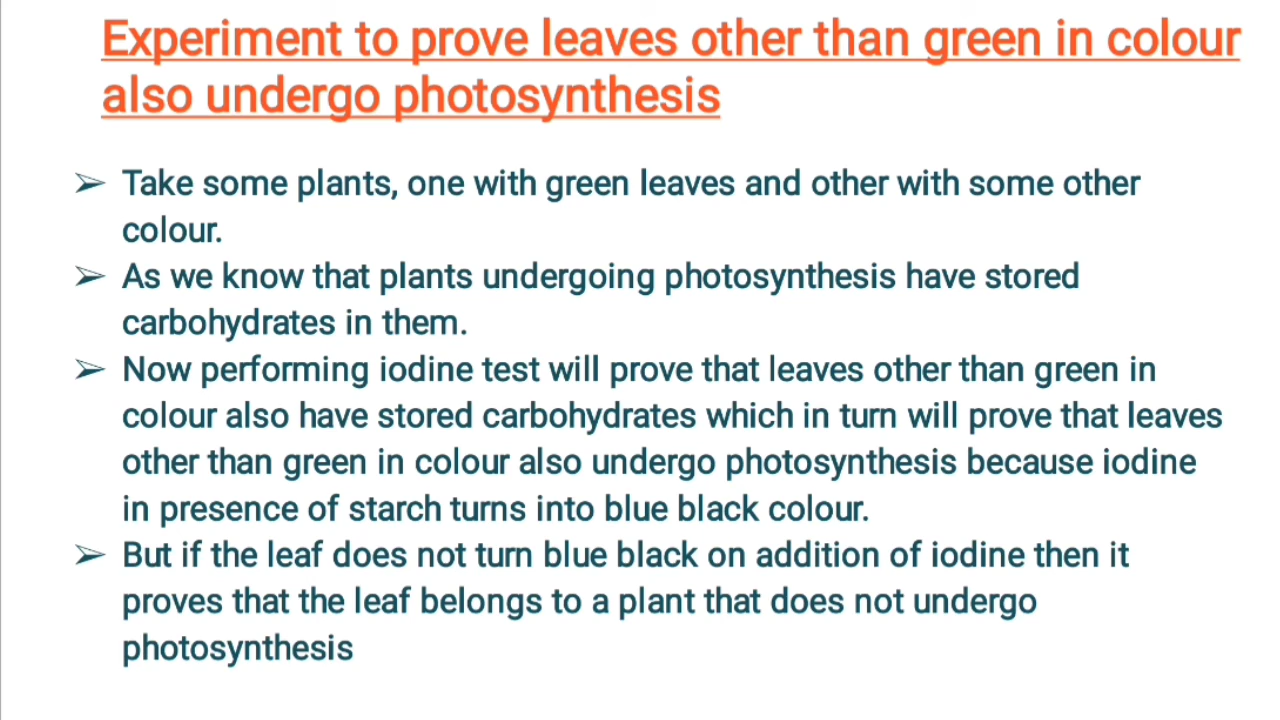 Experiment to prove leaves other than green in colour
also undergo photosynthesis
➢ Take some plants, one with green leaves and other with some other
colour.
➢ As we know that plants undergoing photosynthesis have stored
carbohydrates in them.
➢ Now performing iodine test will prove that leaves other than green in
colour also have stored carbohydrates which in turn will prove that leaves
other than green in colour also undergo photosynthesis because iodine
in presence of starch turns into blue black colour.
➢ But if the leaf does not turn blue black on addition of iodine then it
proves that the leaf belongs to a plant that does not undergo
photosynthesis